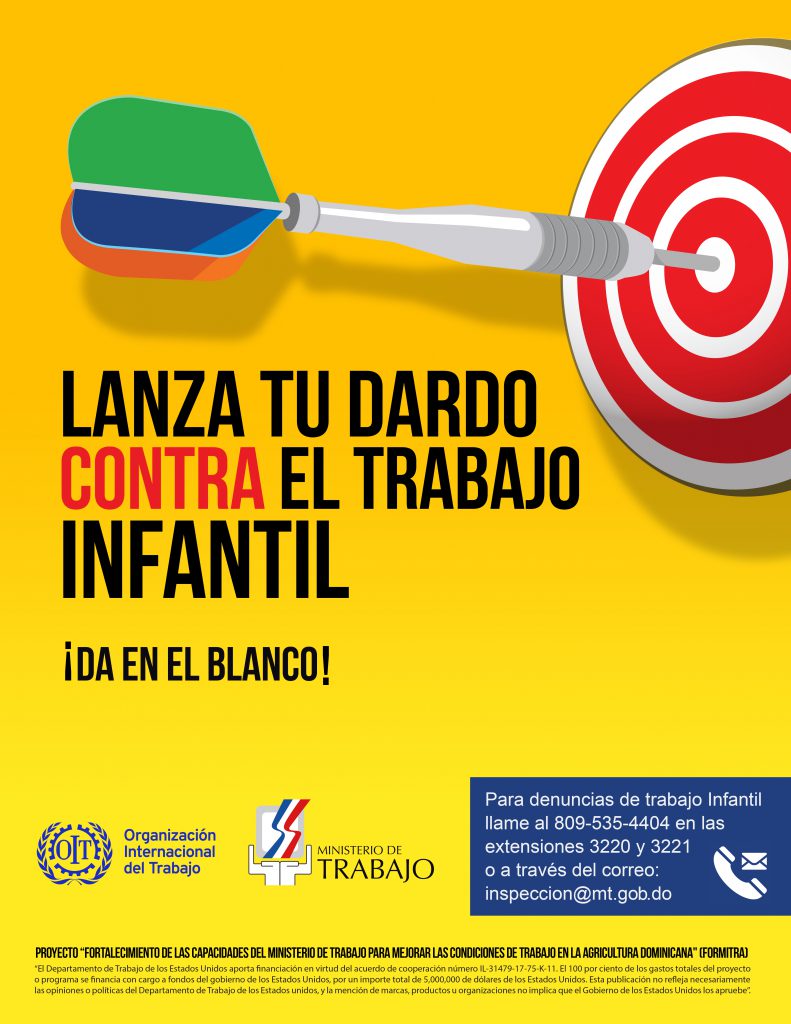 LANZA TU DARDO
CONTRA EL TRABAJO
INFANTIL
¡DA EN EL BLANCO!
OIT
Organización
Internacional
del Trabajo
MINISTERIO DE
TRABAJO
Para denuncias de trabajo Infantil
llame al 809-535-4404 en las
extensiones 3220 y 3221
o a través del correo:
inspeccion@mt.gob.do
PROYECTO “FORTALECIMIENTO DE LAS CAPACIDADES DEL MINISTERIO DE TRABAJO PARA MEJORAR LAS CONDICIONES DE TRABAJO EN LA AGRICULTURA DOMINICANA" (FORMITRA)
"El Departamento de Trabajo de los Estados Unidos aporta financiación en virtud del acuerdo de cooperación número IL-31479-17-75-K-11. El 100 por ciento de los gastos totales del proyecto
o programa se financia con cargo a fondos del gobierno de los Estados Unidos, por un importe total de 5,000,000 de dólares de los Estados Unidos. Esta publicación no refleja necesariamente
las opiniones o políticas del Departamento de Trabajo de los Estados unidos, y la mención de marcas, productos u organizaciones no implica que el Gobierno de los Estados Unidos los apruebe".